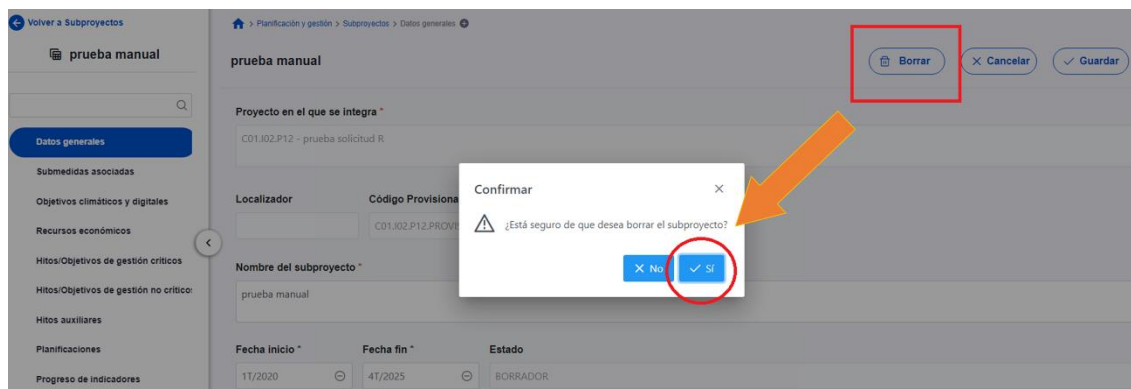 Volver a Subproyectos
> Planificación y gestión > Subproyectos > Datos generales
prueba manual
prueba manual
Borrar
Cancelar
Guardar
Proyecto en el que se integra *
C01.I02.P12 - prueba solicitud R
Datos generales
Submedidas asociadas
Objetivos climáticos y digitales
Recursos económicos
Hitos/Objetivos de gestión críticos
Hitos/Objetivos de gestión no críticos
Hitos auxiliares
Planificaciones
Progreso de indicadores
Localizador
Código Provisiona
C01.I02.P12.PROVIS
Confirmar
¿Está seguro de que desea borrar el subproyecto?
No
Sí
Nombre del subproyecto *
prueba manual
Fecha inicio *
Fecha fin *
Estado
1T/2020
4T/2025
BORRADOR